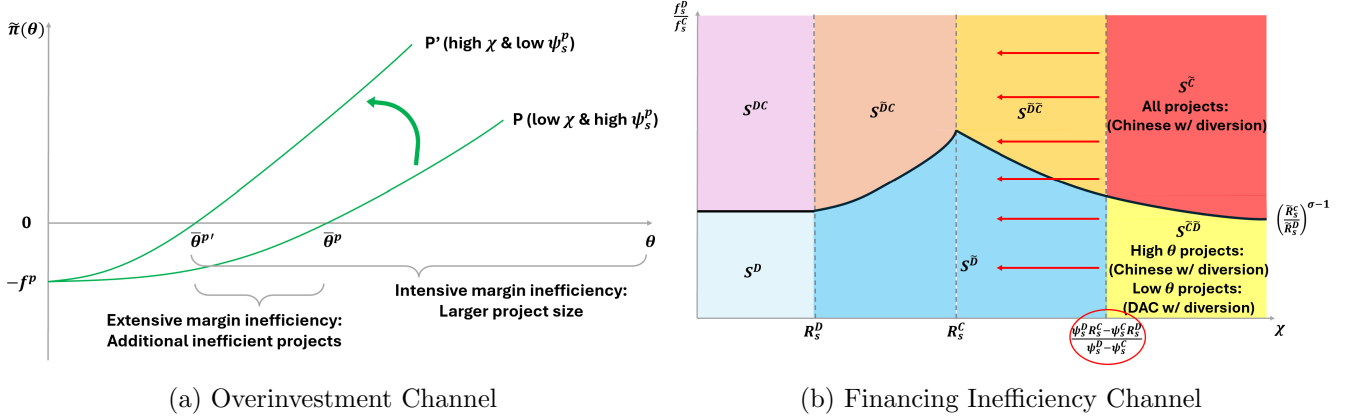 π̃(θ)
P' (high χ & low ψ_s^p)
P (low χ & high ψ_s^p)
0
θ̅^p'
θ̅^p
θ
−f^p
Intensive margin inefficiency:
Larger project size
Extensive margin inefficiency:
Additional inefficient projects
(a) Overinvestment Channel
f_s^D / f_s^C
S^DC
S^D̃C
S^D̃C̃
S^C̃
All projects:
(Chinese w/ diversion)
(R̃_s^C / R̃_s^D)^σ−1
S^D
S^D̃
S^C̃D̃
High θ projects:
(Chinese w/ diversion)
Low θ projects:
(DAC w/ diversion)
R_s^D
R_s^C
ψ_s^D R_s^C − ψ_s^C R_s^D / ψ_s^D − ψ_s^C
χ
(b) Financing Inefficiency Channel